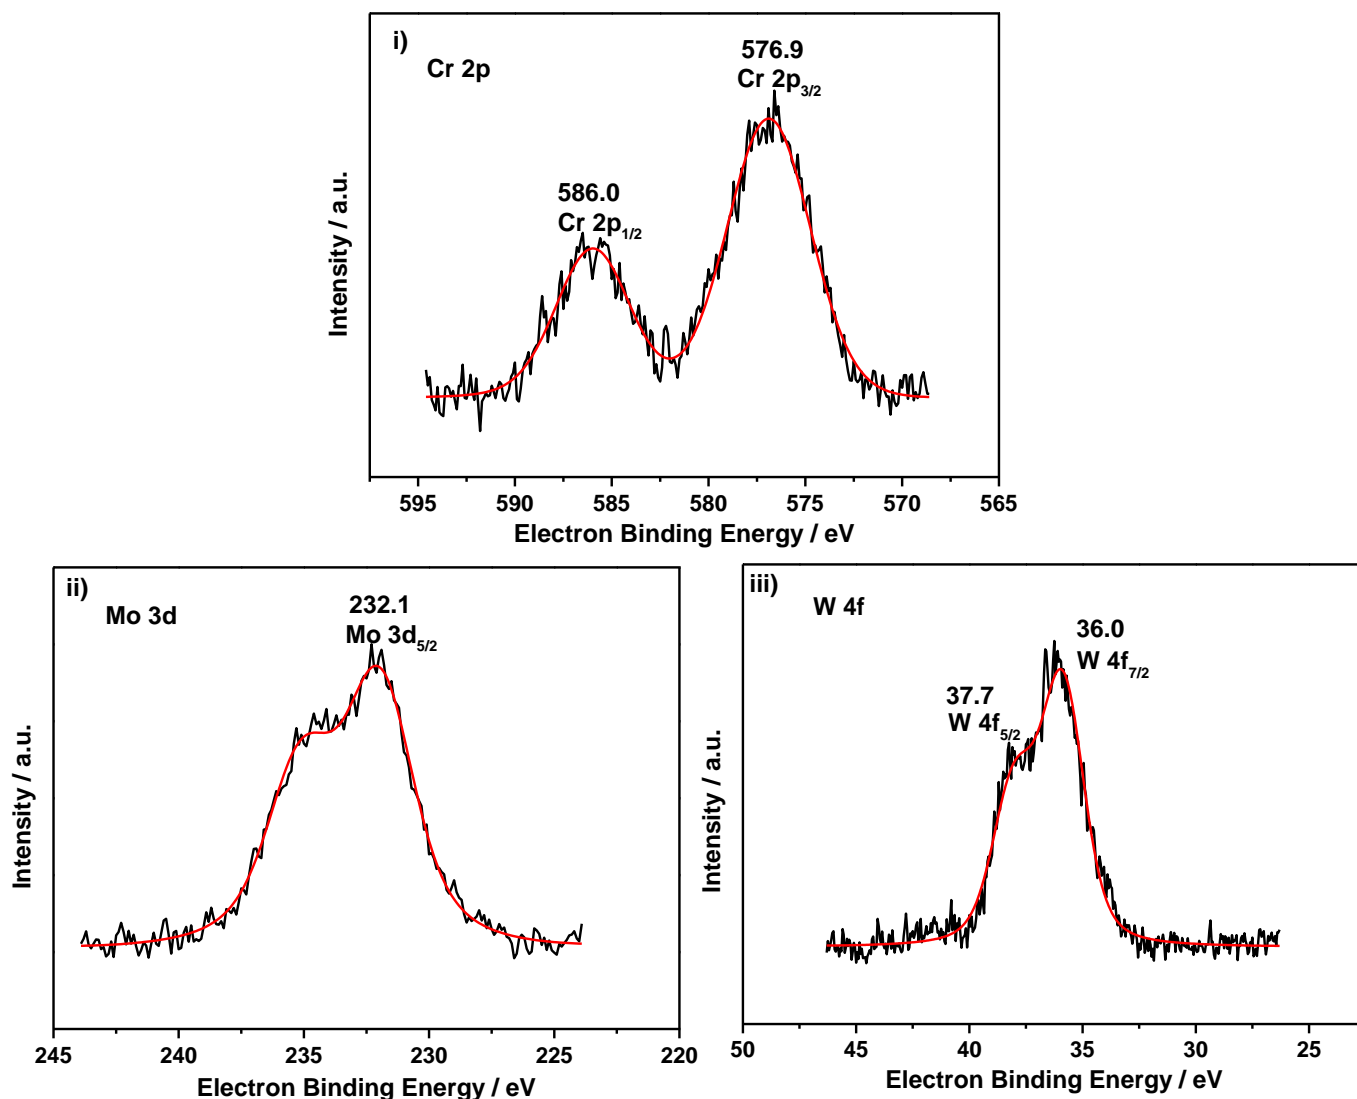 i)
Cr 2p
576.9
Cr 2p3/2
586.0
Cr 2p1/2
Intensity / a.u.
595 590 585 580 575 570 565
Electron Binding Energy / eV
ii)
Mo 3d
232.1
Mo 3d5/2
Intensity / a.u.
245 240 235 230 225 220
Electron Binding Energy / eV
iii)
W 4f
36.0
W 4f7/2
37.7
W 4f5/2
Intensity / a.u.
50 45 40 35 30 25
Electron Binding Energy / eV